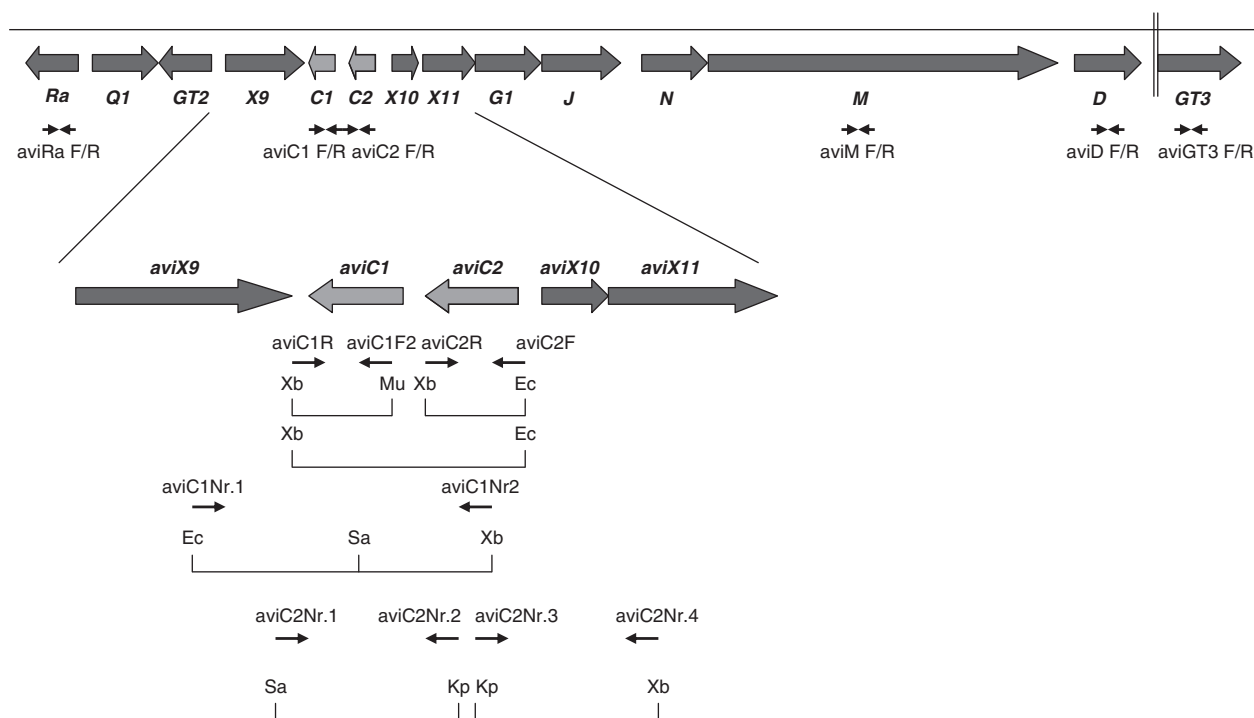 Ra Q1 GT2 X9 C1 C2 X10 X11 G1 J N M D GT3
aviRa F/R aviC1 F/R aviC2 F/R aviM F/R aviD F/R aviGT3 F/R
aviX9 aviC1 aviC2 aviX10 aviX11
aviC1R aviC1F2 aviC2R aviC2F
Xb Mu Xb Ec
Xb Ec
aviC1Nr.1 aviC1Nr2
Ec Sa Xb
aviC2Nr.1 aviC2Nr.2 aviC2Nr.3 aviC2Nr.4
Sa Kp Kp Xb